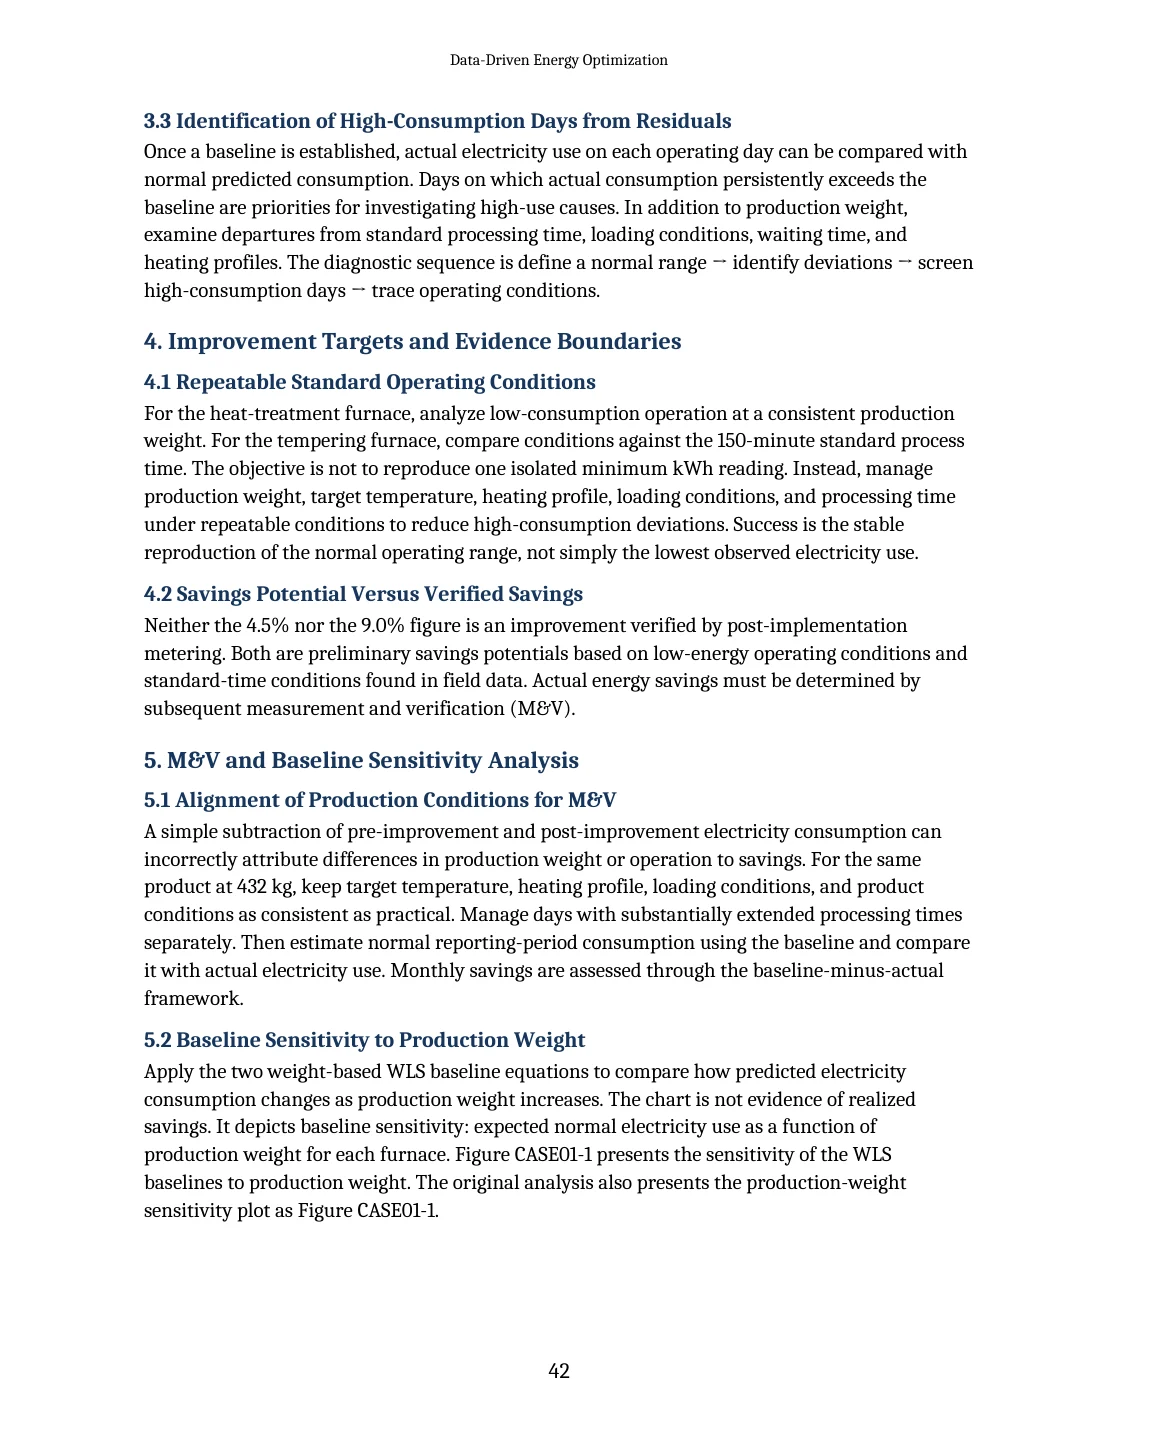 Data-Driven Energy Optimization
3.3 Identification of High-Consumption Days from Residuals
Once a baseline is established, actual electricity use on each operating day can be compared with
normal predicted consumption. Days on which actual consumption persistently exceeds the
baseline are priorities for investigating high-use causes. In addition to production weight,
examine departures from standard processing time, loading conditions, waiting time, and
heating profiles. The diagnostic sequence is define a normal range → identify deviations → screen
high-consumption days → trace operating conditions.
4. Improvement Targets and Evidence Boundaries
4.1 Repeatable Standard Operating Conditions
For the heat-treatment furnace, analyze low-consumption operation at a consistent production
weight. For the tempering furnace, compare conditions against the 150-minute standard process
time. The objective is not to reproduce one isolated minimum kWh reading. Instead, manage
production weight, target temperature, heating profile, loading conditions, and processing time
under repeatable conditions to reduce high-consumption deviations. Success is the stable
reproduction of the normal operating range, not simply the lowest observed electricity use.
4.2 Savings Potential Versus Verified Savings
Neither the 4.5% nor the 9.0% figure is an improvement verified by post-implementation
metering. Both are preliminary savings potentials based on low-energy operating conditions and
standard-time conditions found in field data. Actual energy savings must be determined by
subsequent measurement and verification (M&V).
5. M&V and Baseline Sensitivity Analysis
5.1 Alignment of Production Conditions for M&V
A simple subtraction of pre-improvement and post-improvement electricity consumption can
incorrectly attribute differences in production weight or operation to savings. For the same
product at 432 kg, keep target temperature, heating profile, loading conditions, and product
conditions as consistent as practical. Manage days with substantially extended processing times
separately. Then estimate normal reporting-period consumption using the baseline and compare
it with actual electricity use. Monthly savings are assessed through the baseline-minus-actual
framework.
5.2 Baseline Sensitivity to Production Weight
Apply the two weight-based WLS baseline equations to compare how predicted electricity
consumption changes as production weight increases. The chart is not evidence of realized
savings. It depicts baseline sensitivity: expected normal electricity use as a function of
production weight for each furnace. Figure CASE01-1 presents the sensitivity of the WLS
baselines to production weight. The original analysis also presents the production-weight
sensitivity plot as Figure CASE01-1.
42